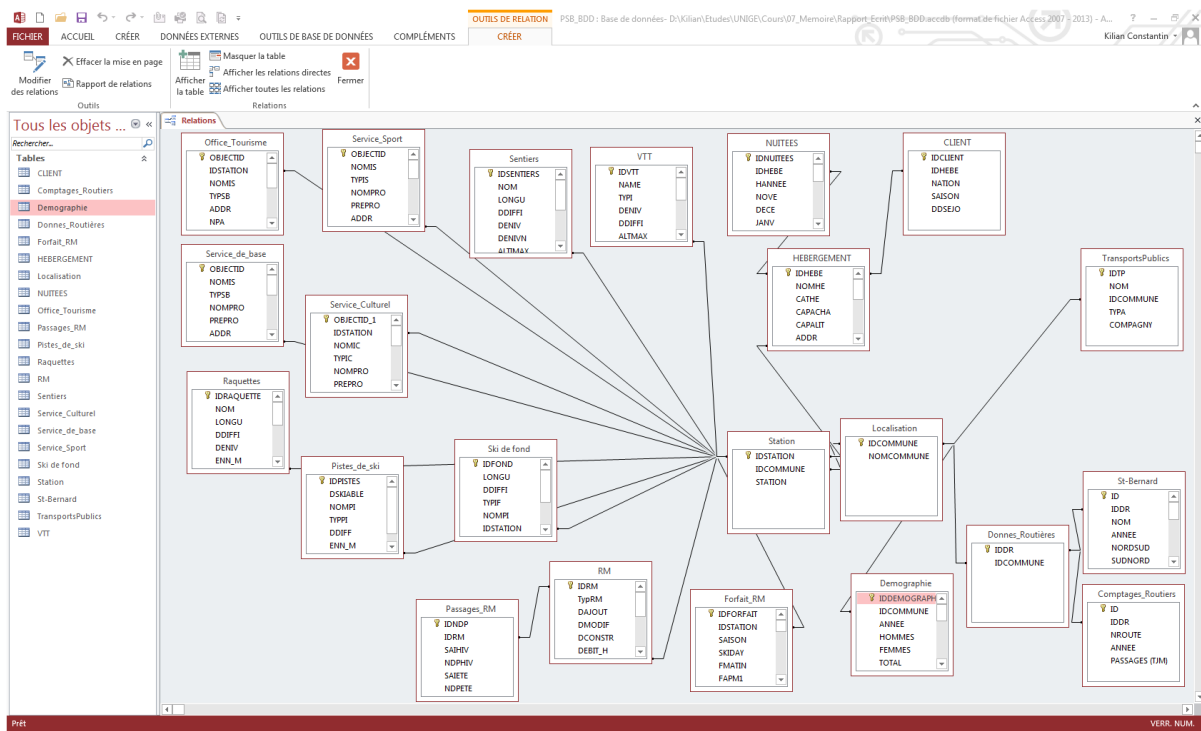 OUTILS DE RELATION
PSB_BDD : Base de données- D:\Kilian\Etudes\UNIGE\Cours\07_Memoire\Rapport_Ecrit\PSB_BDD.accdb (format de fichier Access 2007 - 2013) - A...
FICHIER ACCUEIL CRÉER DONNÉES EXTERNES OUTILS DE BASE DE DONNÉES COMPLÉMENTS CRÉER
Kilian Constantin
Modifier des relations
Effacer la mise en page
Rapport de relations
Outils
Afficher la table
Masquer la table
Afficher les relations directes
Afficher toutes les relations
Relations
Fermer
Tous les objets ...
Rechercher...
Tables
CLIENT
Comptages_Routiers
Demographie
Donnes_Routières
Forfait_RM
HEBERGEMENT
Localisation
NUITEES
Office_Tourisme
Passages_RM
Pistes_de_ski
Raquettes
RM
Sentiers
Service_Culturel
Service_de_base
Service_Sport
Ski de fond
Station
St-Bernard
TransportsPublics
VTT
Relations
Office_Tourisme
OBJECTID
IDSTATION
NOMIS
TYPSB
ADDR
NPA
Service_Sport
OBJECTID
NOMIS
TYPIS
NOMPRO
PREPRO
ADDR
Sentiers
IDSENTIERS
NOM
LONGU
DDIFFI
DENIV
DENIVN
ALTIMAX
VTT
IDVTT
NAME
TYPI
DENIV
DDIFFI
ALTMAX
NUITEES
IDNUITEES
IDHEBE
HANNEE
NOVE
DECE
JANV
CLIENT
IDCLIENT
IDHEBE
NATION
SAISON
DDSEJO
Service_de_base
OBJECTID
NOMIS
TYPSB
NOMPRO
PREPRO
ADDR
Service_Culturel
OBJECTID_1
IDSTATION
NOMIC
TYPIC
NOMPRO
PREPRO
HEBERGEMENT
IDHEBE
NOMHE
CATHE
CAPACHA
CAPALIT
ADDR
TransportsPublics
IDTP
NOM
IDCOMMUNE
TYPA
COMPAGNY
Raquettes
IDRAQUETTE
NOM
LONGU
DDIFFI
DENIV
ENN_M
Pistes_de_ski
IDPISTES
DSKIABLE
NOMPI
TYPPI
DDIFF
ENN_M
Ski de fond
IDFOND
LONGU
DDIFFI
TYPIF
NOMPI
IDSTATION
Station
IDSTATION
IDCOMMUNE
STATION
Localisation
IDCOMMUNE
NOMCOMMUNE
St-Bernard
ID
IDDR
NOM
ANNEE
NORDSUD
SUDNORD
Donnes_Routières
IDDR
IDCOMMUNE
Passages_RM
IDNDP
IDRM
SAIHIV
NDPHIV
SAIETE
NDPETE
RM
IDRM
TypRM
DAJOUT
DMODIF
DCONSTR
DEBIT_H
Forfait_RM
IDFORFAIT
IDSTATION
SAISON
SKIDAY
FMATIN
FAPM1
Demographie
IDDEMOGRAPH
IDCOMMUNE
ANNEE
HOMMES
FEMMES
TOTAL
Comptages_Routiers
ID
IDDR
NROUTE
ANNEE
PASSAGES (TJM)
Prêt
VERR. NUM.